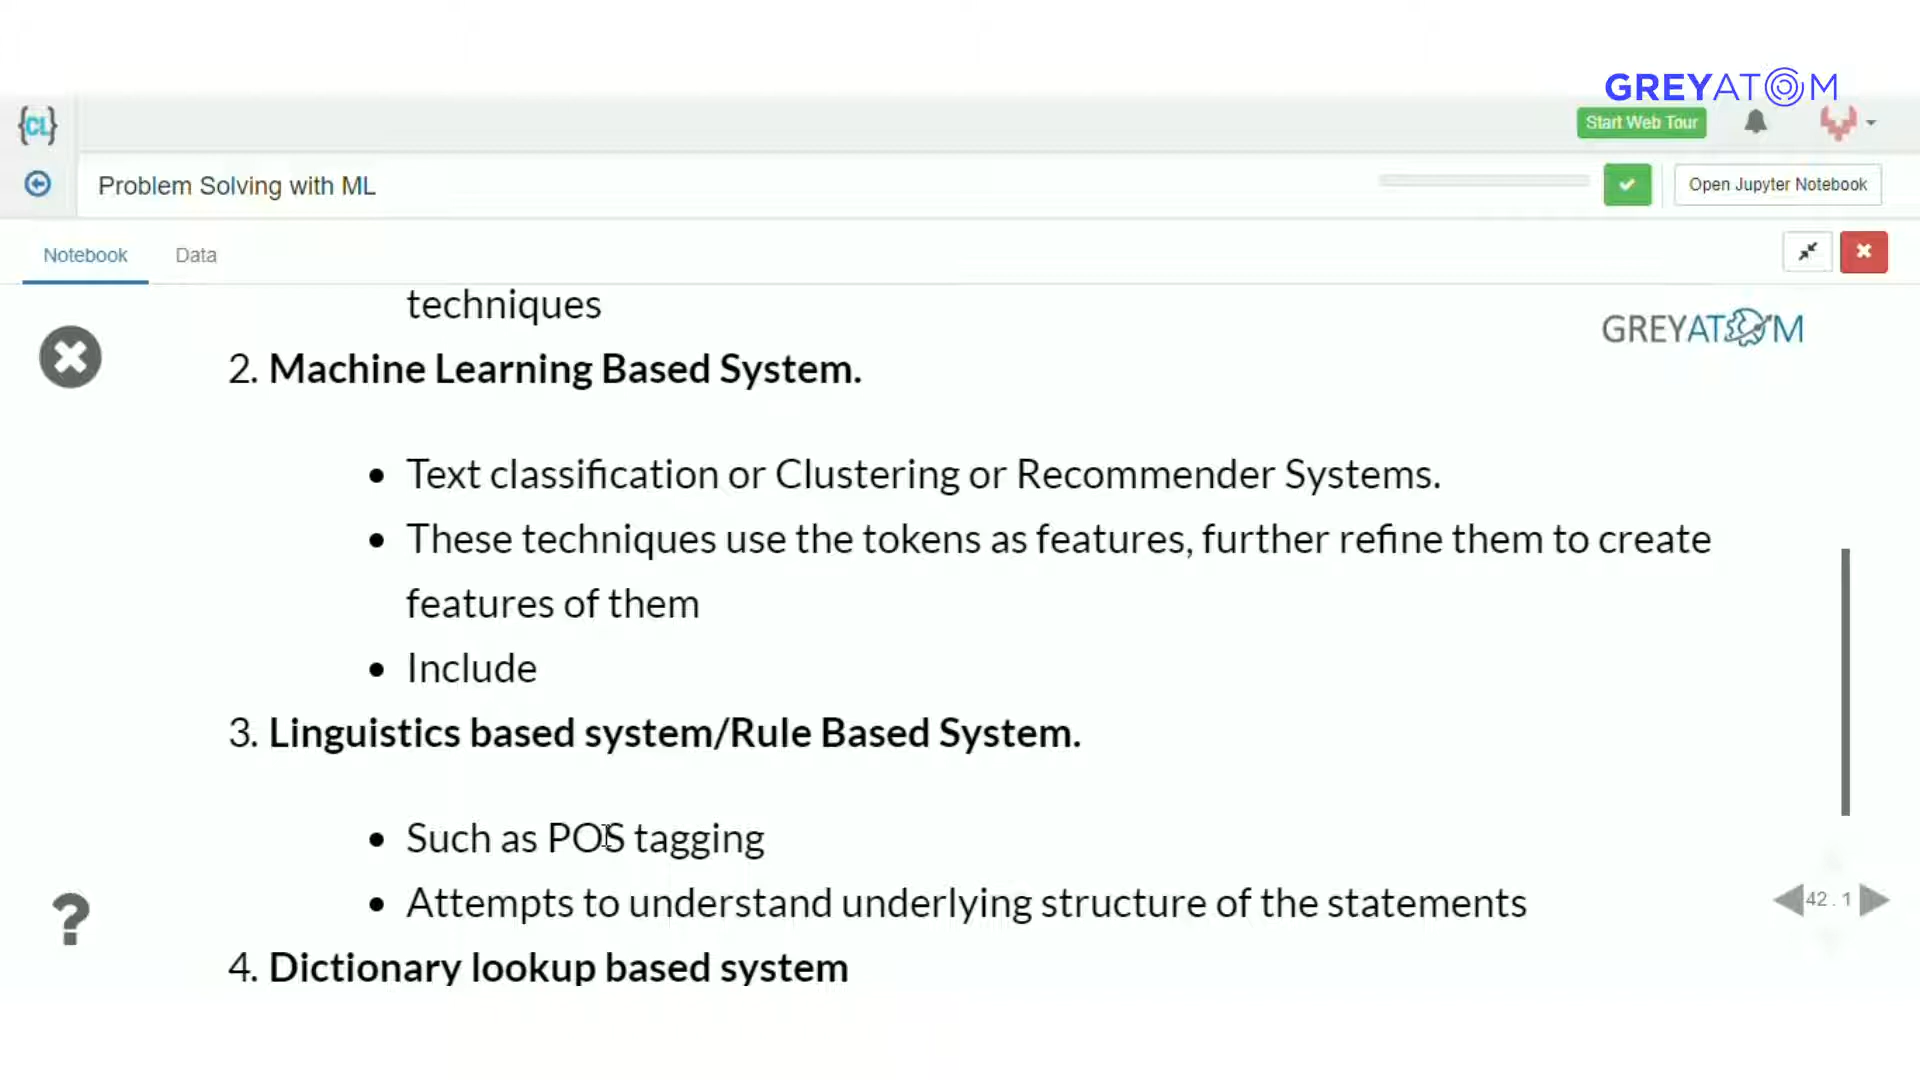 GREYATOM
{CL}
Start Web Tour
Problem Solving with ML
Open Jupyter Notebook
Notebook Data
techniques
GREYATOM
2. Machine Learning Based System.
• Text classification or Clustering or Recommender Systems.
• These techniques use the tokens as features, further refine them to create
features of them
• Include
3. Linguistics based system/Rule Based System.
• Such as POS tagging
• Attempts to understand underlying structure of the statements
42 . 1
4. Dictionary lookup based system